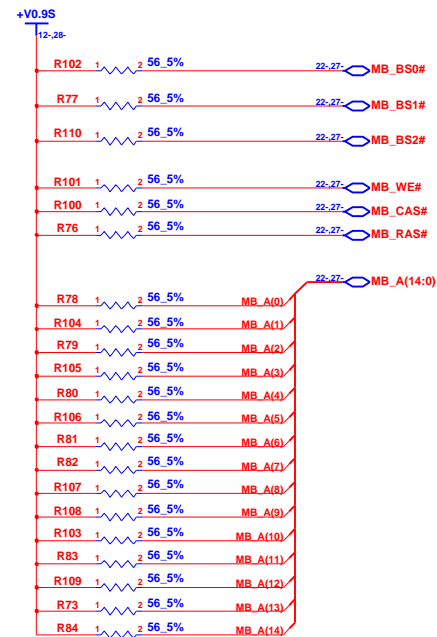 +V0.9S
12-,28-
R102 1 2 56_5% 22-,27- MB_BS0#
R77 1 2 56_5% 22-,27- MB_BS1#
R110 1 2 56_5% 22-,27- MB_BS2#
R101 1 2 56_5% 22-,27- MB_WE#
R100 1 2 56_5% 22-,27- MB_CAS#
R76 1 2 56_5% 22-,27- MB_RAS#
22-,27- MB_A(14:0)
R78 1 2 56_5% MB_A(0)
R104 1 2 56_5% MB_A(1)
R79 1 2 56_5% MB_A(2)
R105 1 2 56_5% MB_A(3)
R80 1 2 56_5% MB_A(4)
R106 1 2 56_5% MB_A(5)
R81 1 2 56_5% MB_A(6)
R82 1 2 56_5% MB_A(7)
R107 1 2 56_5% MB_A(8)
R108 1 2 56_5% MB_A(9)
R103 1 2 56_5% MB_A(10)
R83 1 2 56_5% MB_A(11)
R109 1 2 56_5% MB_A(12)
R73 1 2 56_5% MB_A(13)
R84 1 2 56_5% MB_A(14)